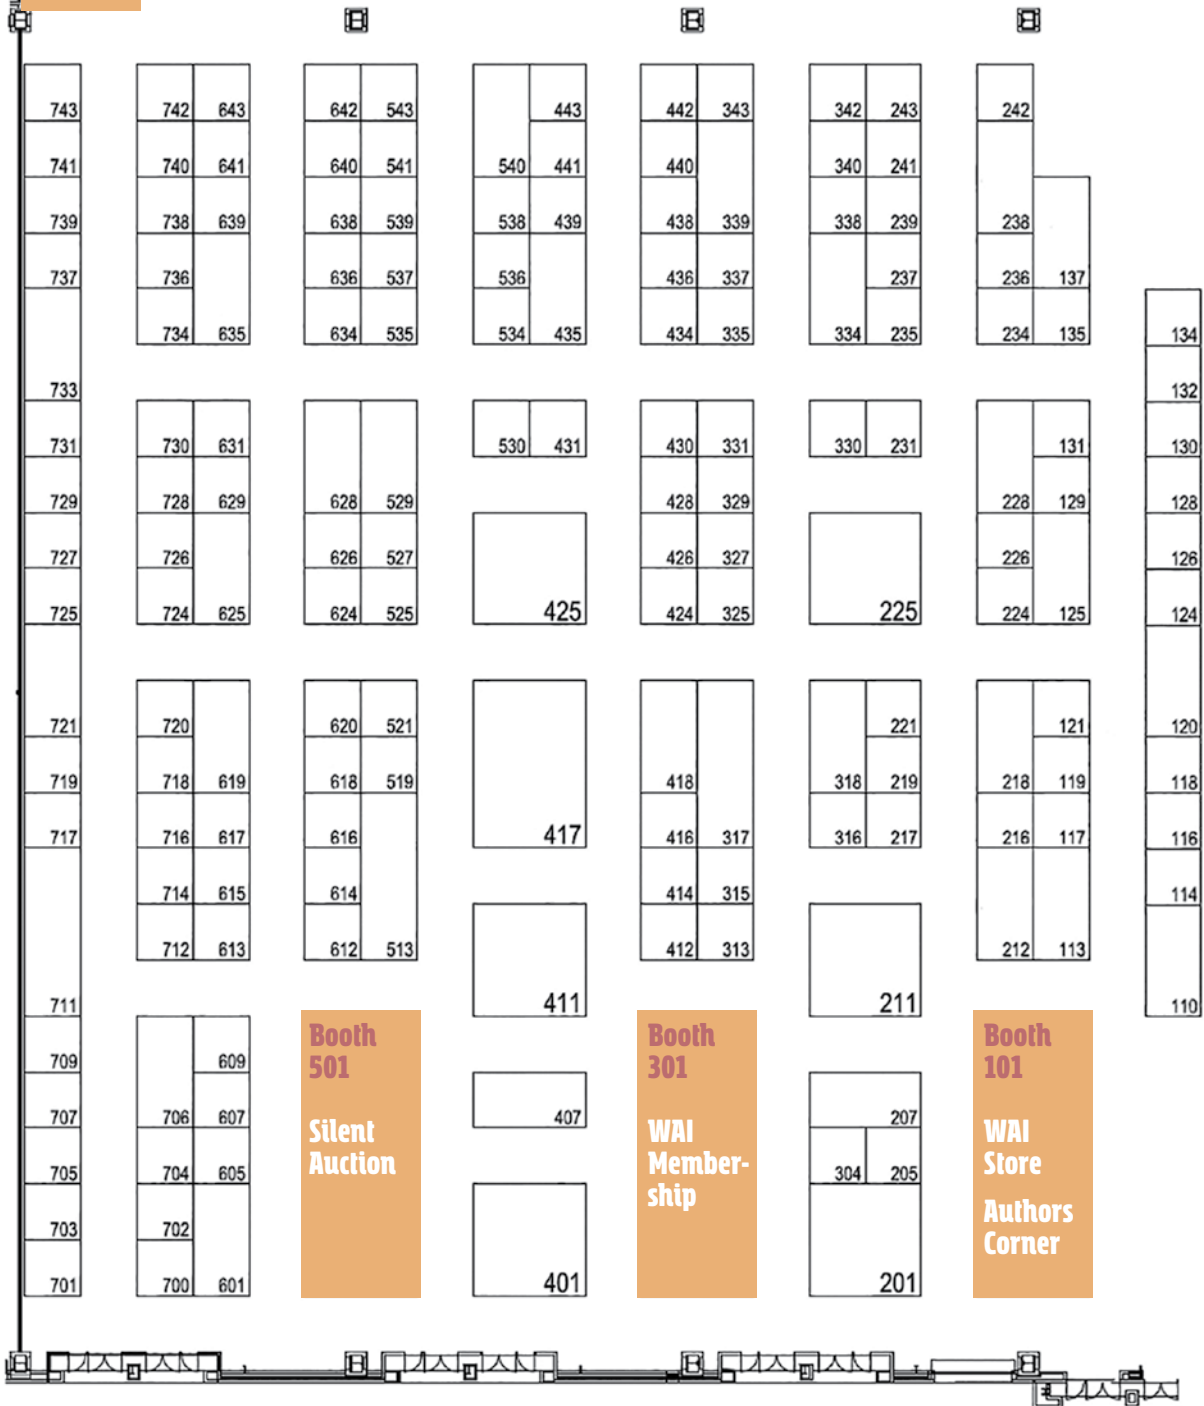 743 742 643 642 543 443 442 343 342 243 242
741 740 641 640 541 540 441 440 340 241
739 738 639 638 539 538 439 438 339 338 239 238
737 736 636 537 536 436 337 237 236 137
734 635 634 535 534 435 434 335 334 235 234 135 134
733 132
731 730 631 530 431 430 331 330 231 131 130
729 728 629 628 529 428 329 228 129 128
727 726 626 527 426 327 226 126
725 724 625 624 525 425 424 325 225 224 125 124
721 720 620 521 221 121 120
719 718 619 618 519 418 318 219 218 119 118
717 716 617 616 417 416 317 316 217 216 117 116
714 615 614 414 315 114
712 613 612 513 412 313 212 113
711 411 211 110
Booth
501
Silent
Auction
Booth
301
WAI
Member-
ship
Booth
101
WAI
Store
Authors
Corner
709 609
707 706 607 407 207
705 704 605 304 205
703 702
701 700 601 401 201